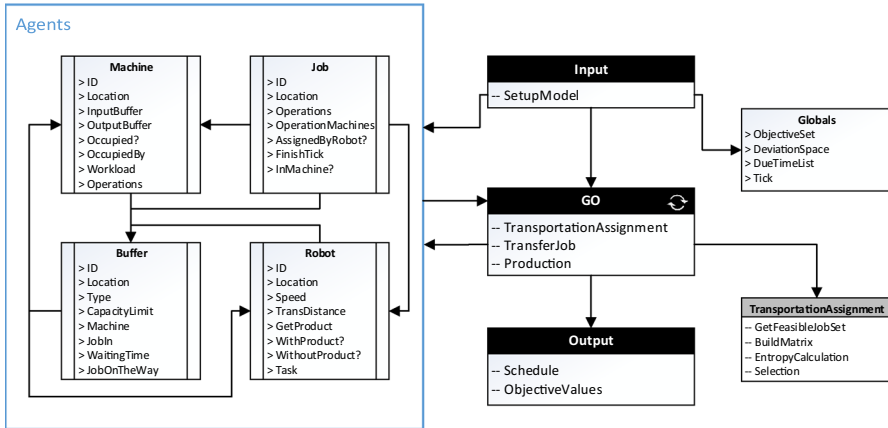 Agents
Machine
> ID
> Location
> InputBuffer
> OutputBuffer
> Occupied?
> OccupiedBy
> Workload
> Operations
Job
> ID
> Location
> Operations
> OperationMachines
> AssignedByRobot?
> FinishTick
> InMachine?
Buffer
> ID
> Location
> Type
> CapacityLimit
> Machine
> JobIn
> WaitingTime
> JobOnTheWay
Robot
> ID
> Location
> Speed
> TransDistance
> GetProduct
> WithProduct?
> WithoutProduct?
> Task
Input
-- SetupModel
GO
-- TransportationAssignment
-- TransferJob
-- Production
Output
-- Schedule
-- ObjectiveValues
Globals
> ObjectiveSet
> DeviationSpace
> DueTimeList
> Tick
TransportationAssignment
-- GetFeasibleJobSet
-- BuildMatrix
-- EntropyCalculation
-- Selection